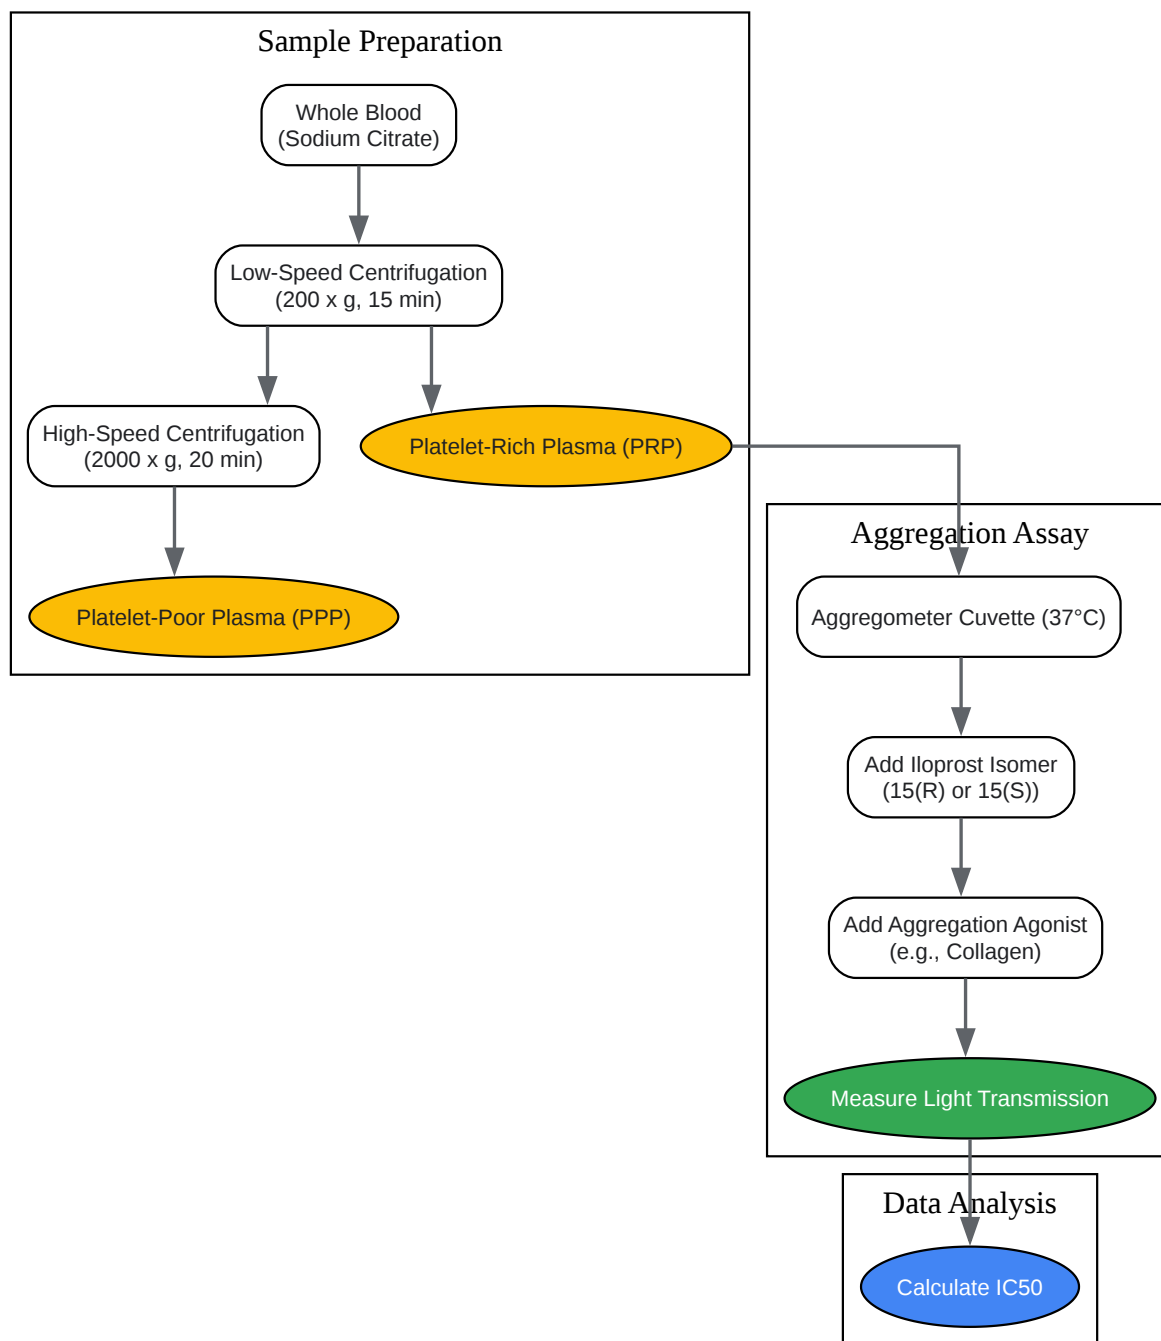 Sample Preparation
Whole Blood
(Sodium Citrate)
Low-Speed Centrifugation
(200 x g, 15 min)
High-Speed Centrifugation
(2000 x g, 20 min)
Platelet-Rich Plasma (PRP)
Platelet-Poor Plasma (PPP)
Aggregation Assay
Aggregometer Cuvette (37°C)
Add Iloprost Isomer
(15(R) or 15(S))
Add Aggregation Agonist
(e.g., Collagen)
Measure Light Transmission
Data Analysis
Calculate IC50